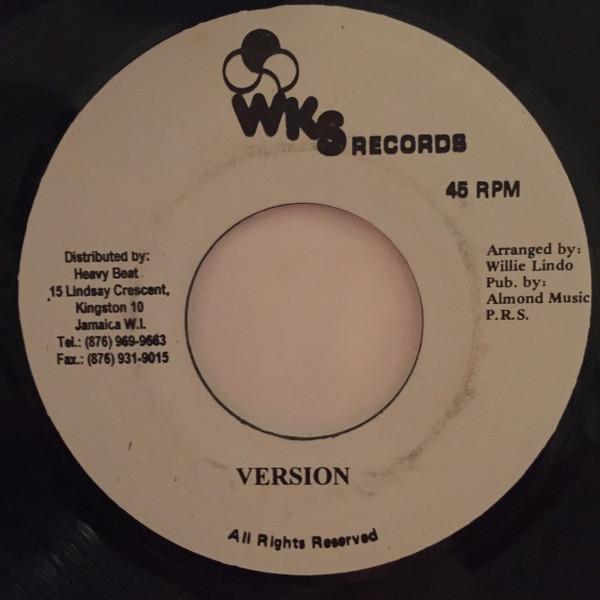 WKS RECORDS
45 RPM
Distributed by:
Heavy Beat
15 Lindsay Crescent,
Kingston 10
Jamaica W.I.
Tel.: (876) 969-9663
Fax.: (876) 931-9015
Arranged by:
Willie Lindo
Pub. by:
Almond Music
P.R.S.
VERSION
All Rights Reserved